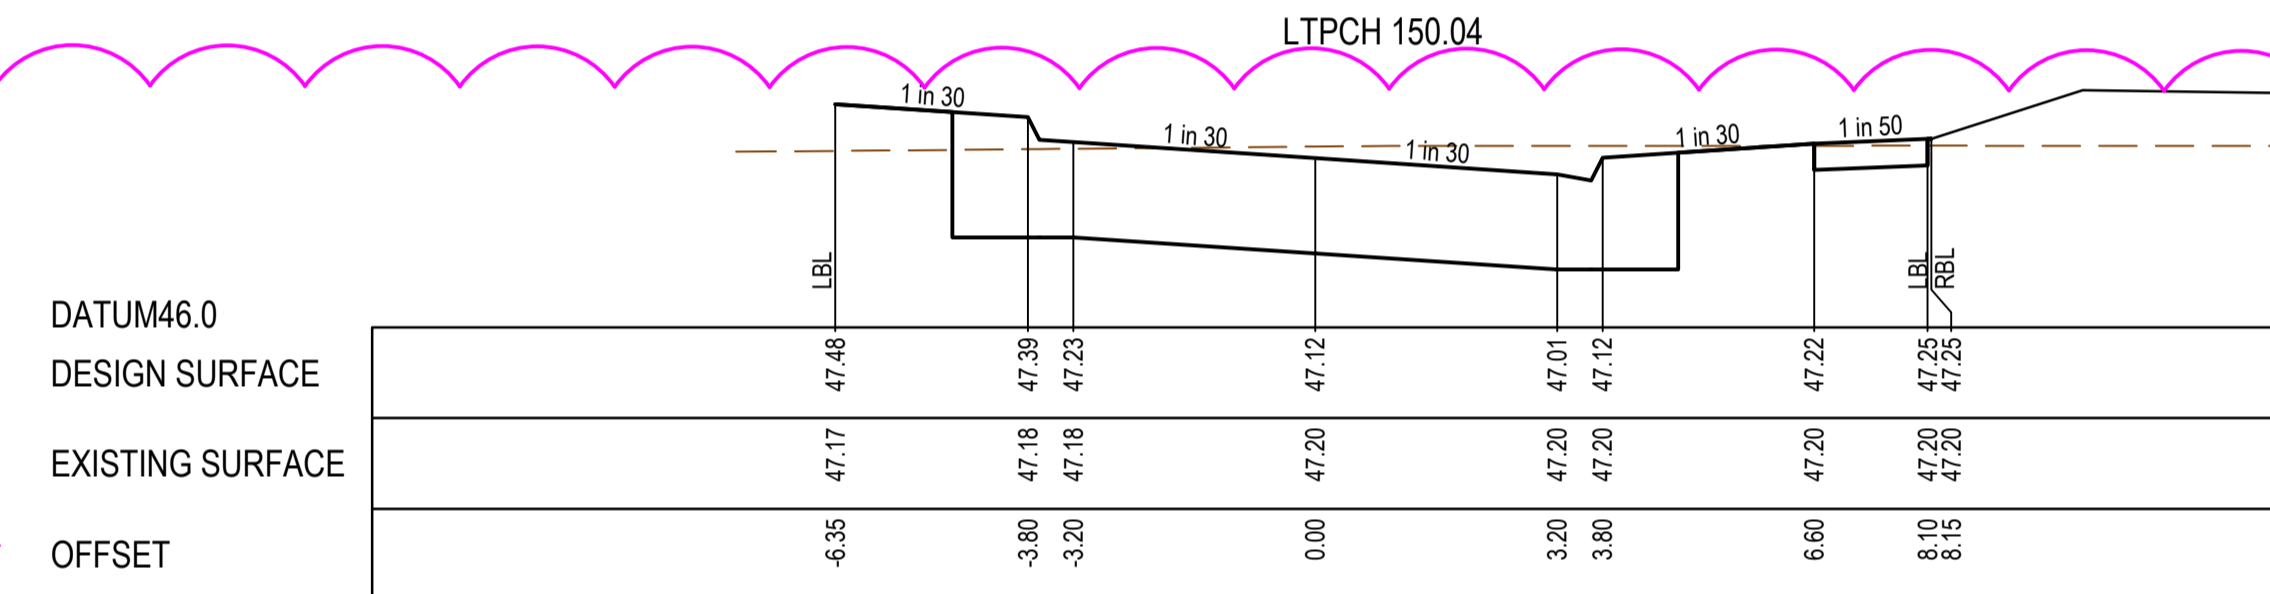 LTPCH 150.04
1 in 30
1 in 30
1 in 30
1 in 30
1 in 50
LBL
LBL
RBL
DATUM46.0
DESIGN SURFACE
47.48
47.39
47.23
47.12
47.01
47.12
47.22
47.25
47.25
EXISTING SURFACE
47.17
47.18
47.18
47.20
47.20
47.20
47.20
47.20
47.20
OFFSET
-6.35
-3.80
-3.20
0.00
3.20
3.80
6.60
8.10
8.15